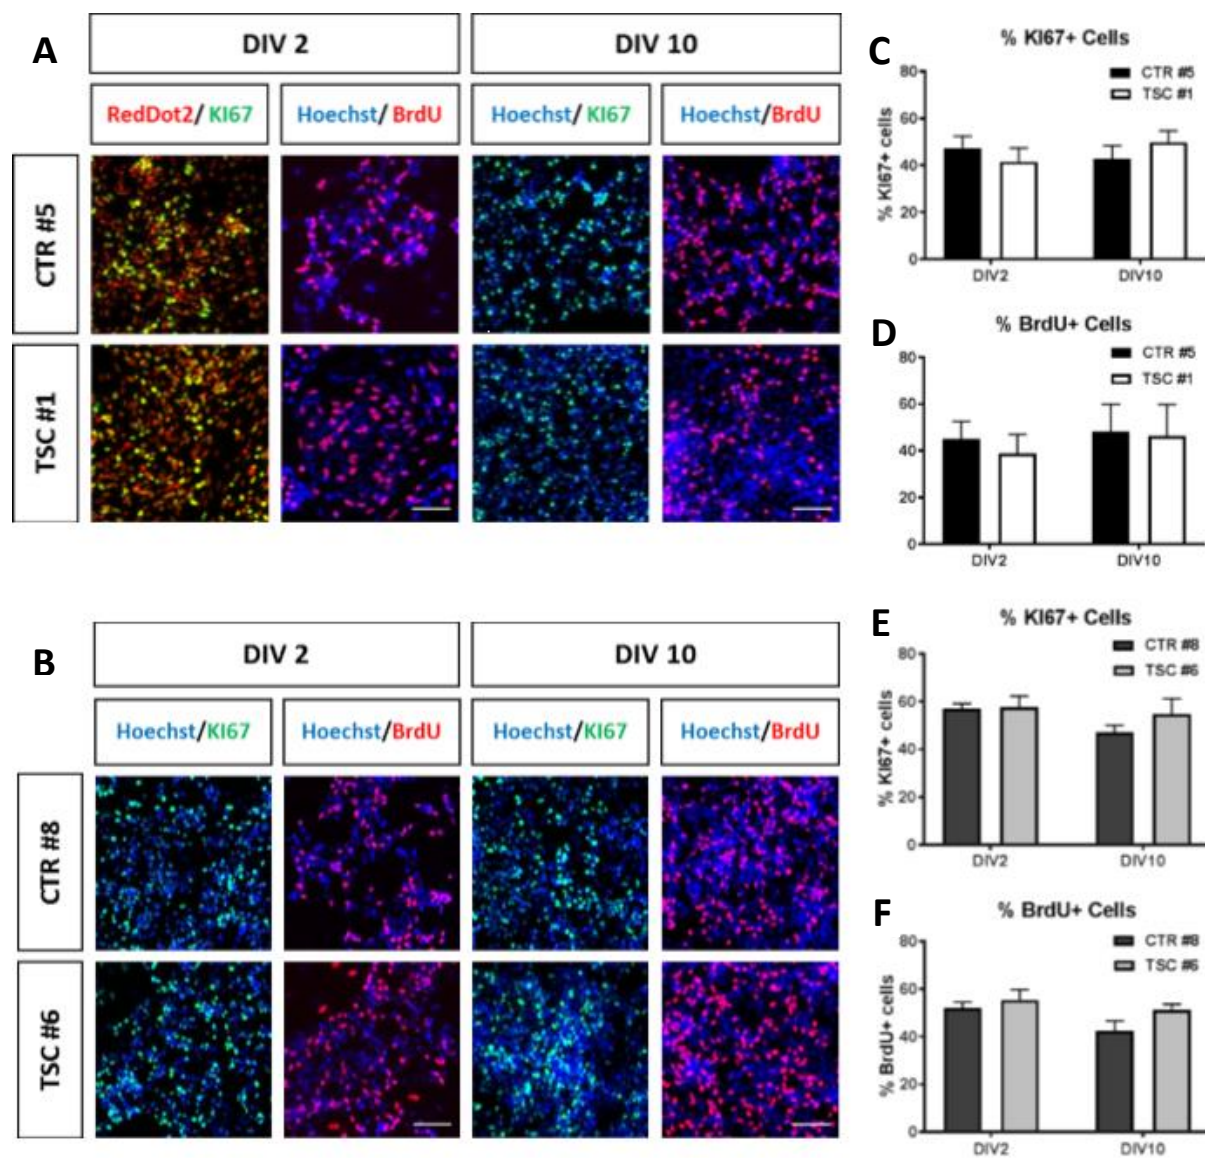 A
DIV 2
DIV 10
RedDot2/ KI67
Hoechst/ BrdU
Hoechst/ KI67
Hoechst/BrdU
CTR #5
TSC #1
C
% KI67+ Cells
CTR #5
TSC #1
% KI67+ cells
80
60
40
20
0
DIV2
DIV10
D
% BrdU+ Cells
CTR #5
TSC #1
% BrdU+ cells
80
60
40
20
0
DIV2
DIV10
B
DIV 2
DIV 10
Hoechst/KI67
Hoechst/BrdU
Hoechst/KI67
Hoechst/BrdU
CTR #8
TSC #6
E
% KI67+ Cells
CTR #8
TSC #6
% KI67+ cells
80
60
40
20
0
DIV2
DIV10
F
% BrdU+ Cells
CTR #8
TSC #6
% BrdU+ cells
80
60
40
20
0
DIV2
DIV10